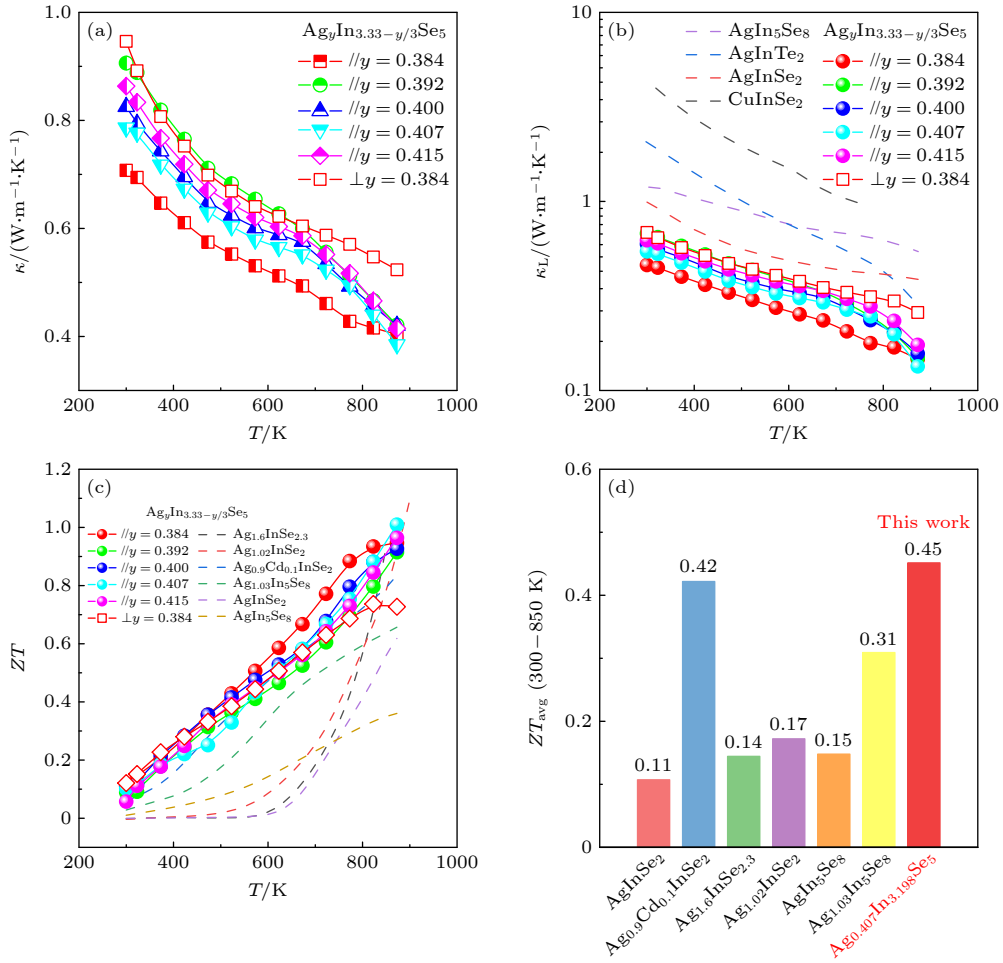 (a)
Ag_yIn_{3.33−y/3}Se_5
//y = 0.384
//y = 0.392
//y = 0.400
//y = 0.407
//y = 0.415
⊥y = 0.384
1.0
0.8
0.6
0.4
κ/(W·m^{−1}·K^{−1})
200
400
600
800
1000
T/K
(b)
AgIn_5Se_8
AgInTe_2
AgInSe_2
CuInSe_2
Ag_yIn_{3.33−y/3}Se_5
//y = 0.384
//y = 0.392
//y = 0.400
//y = 0.407
//y = 0.415
⊥y = 0.384
10
1
0.1
κ_L/(W·m^{−1}·K^{−1})
200
400
600
800
1000
T/K
(c)
Ag_yIn_{3.33−y/3}Se_5
//y = 0.384
//y = 0.392
//y = 0.400
//y = 0.407
//y = 0.415
⊥y = 0.384
Ag_{1.6}InSe_{2.3}
Ag_{1.02}InSe_2
Ag_{0.9}Cd_{0.1}InSe_2
Ag_{1.03}In_5Se_8
AgInSe_2
AgIn_5Se_8
1.2
1.0
0.8
0.6
0.4
0.2
0
ZT
200
400
600
800
1000
T/K
(d)
This work
0.6
0.4
0.2
0.0
ZT_{avg} (300−850 K)
0.11
0.42
0.14
0.17
0.15
0.31
0.45
AgInSe_2
Ag_{0.9}Cd_{0.1}InSe_2
Ag_{1.6}InSe_{2.3}
Ag_{1.02}InSe_2
AgIn_5Se_8
Ag_{1.03}In_5Se_8
Ag_{0.407}In_{3.198}Se_5